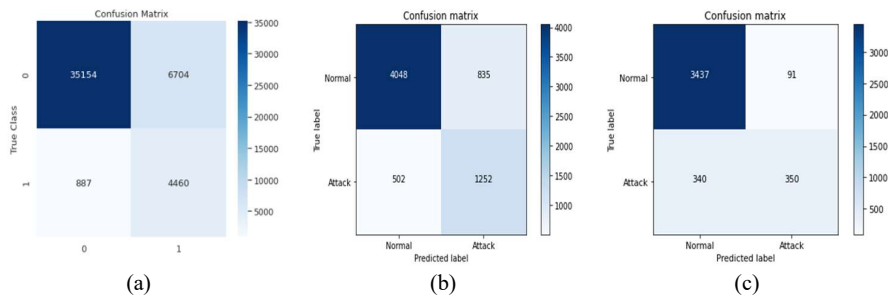 Confusion Matrix
True Class
0
1
35154
6704
887
4460
0
1
35000
30000
25000
20000
15000
10000
5000
(a)
Confusion matrix
True label
Normal
Attack
4048
835
502
1252
Normal
Attack
Predicted label
4000
3500
3000
2500
2000
1500
1000
(b)
Confusion matrix
True label
Normal
Attack
3437
91
340
350
Normal
Attack
Predicted label
3000
2500
2000
1500
1000
500
(c)